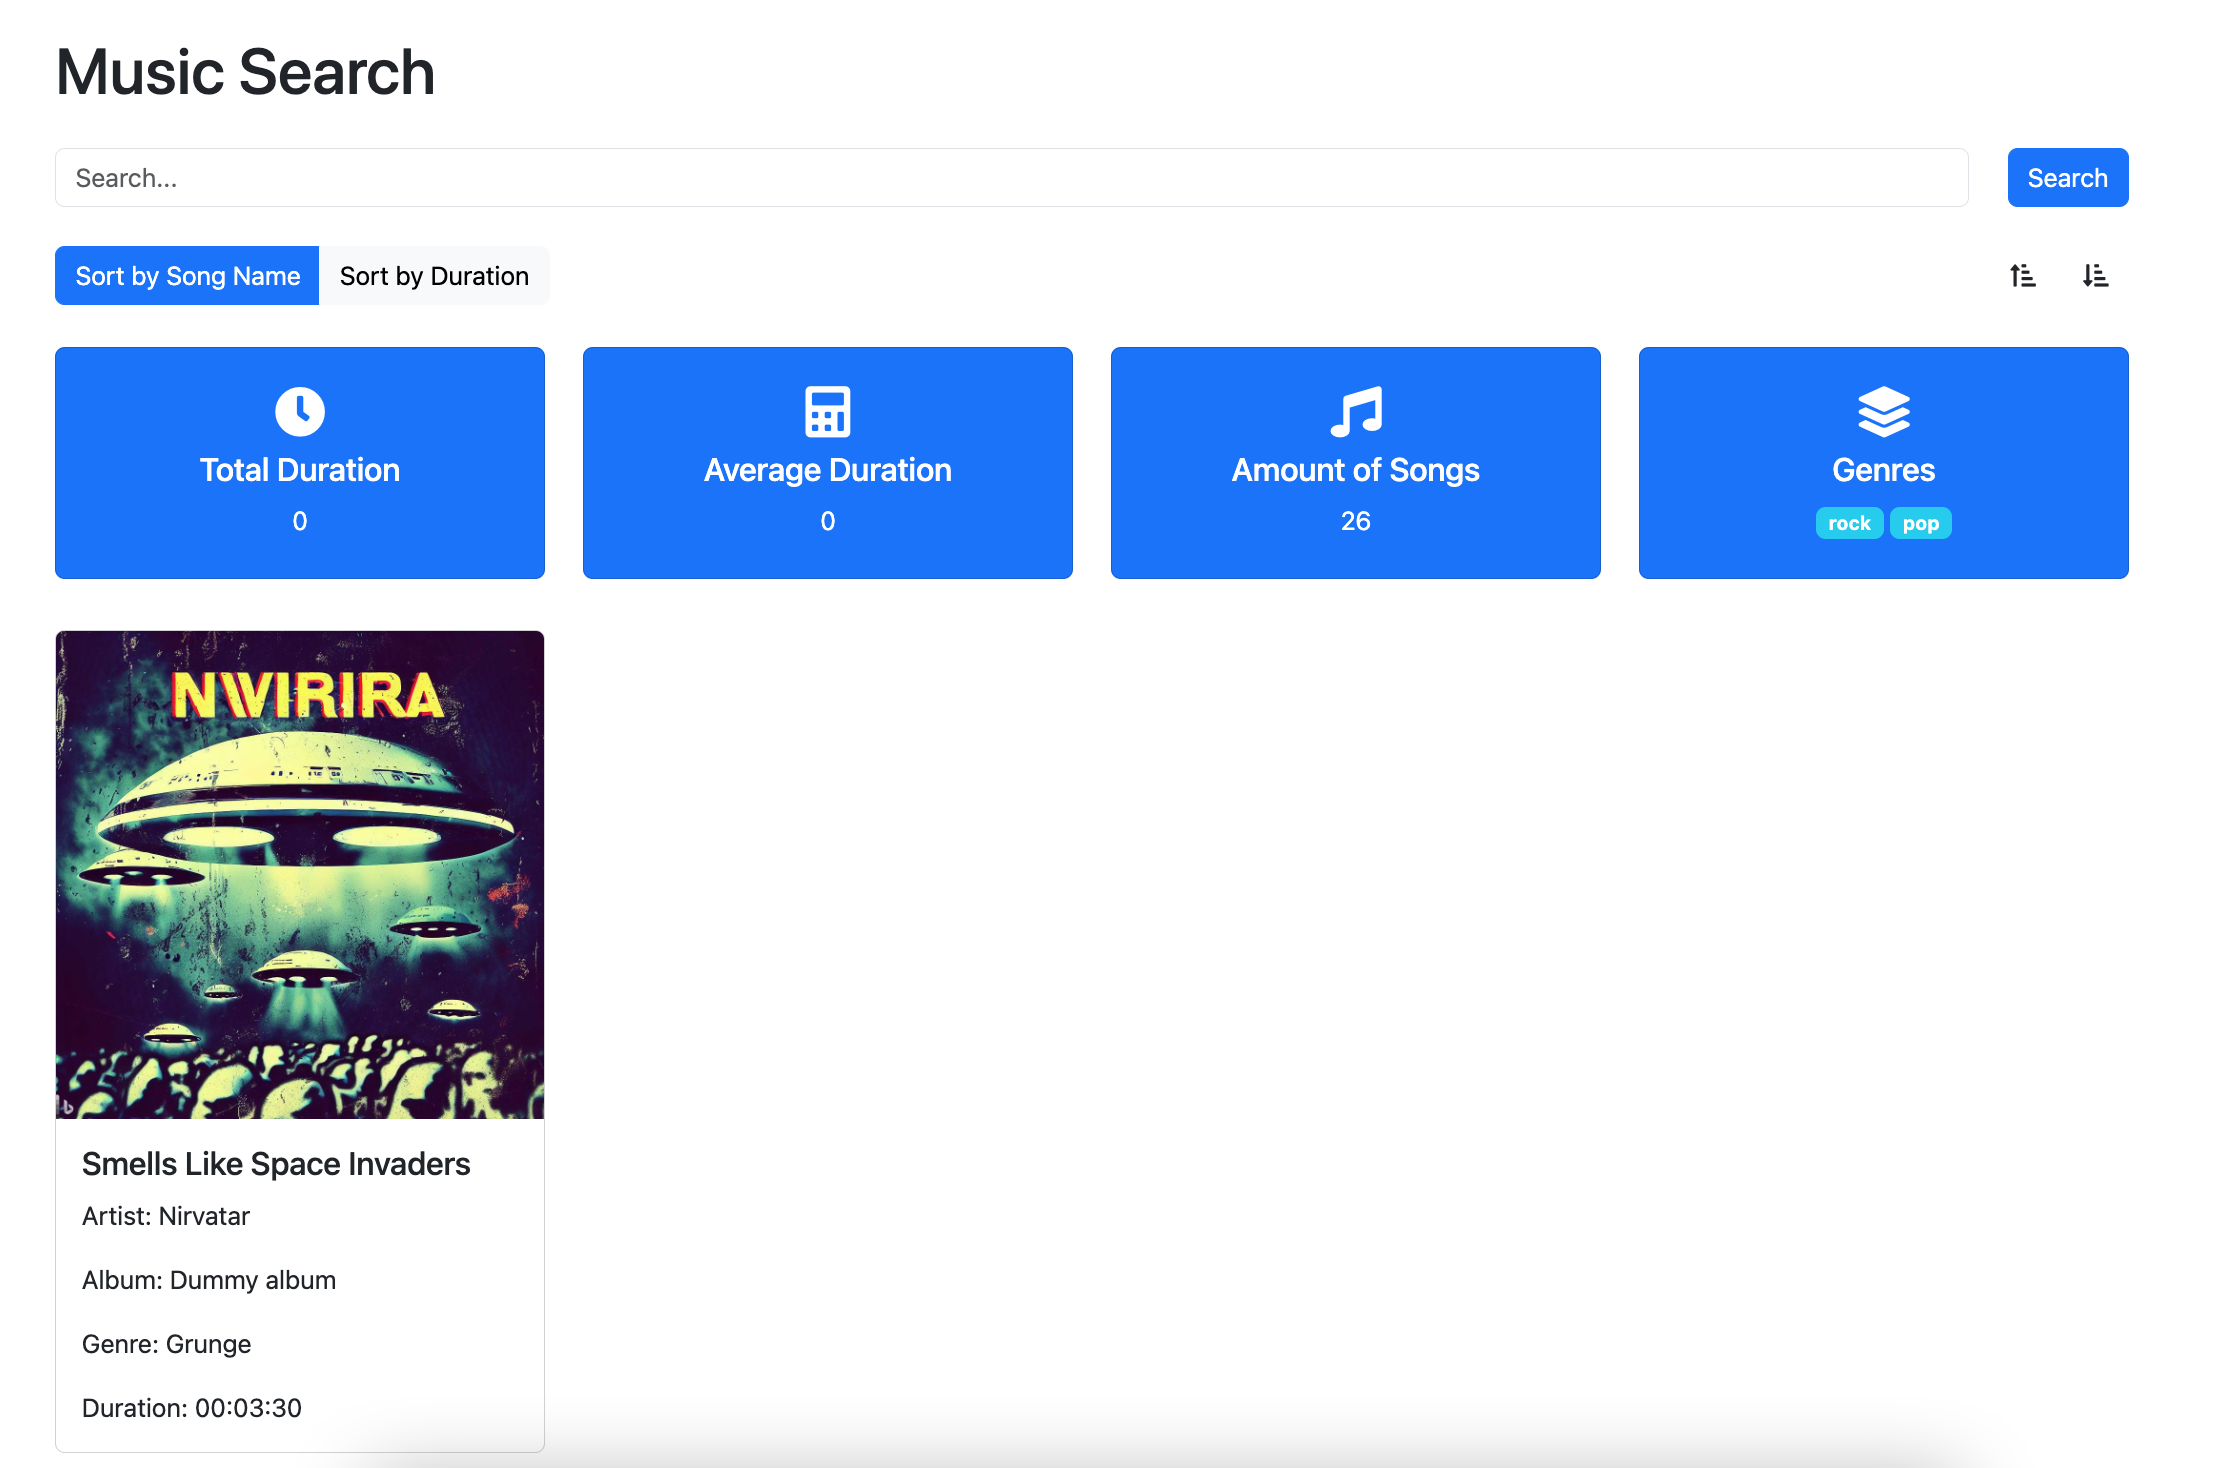 Music Search
Search...
Search
Sort by Song Name
Sort by Duration
Total Duration
0
Average Duration
0
Amount of Songs
26
Genres
rock pop
NWIRIRA
b
Smells Like Space Invaders
Artist: Nirvatar
Album: Dummy album
Genre: Grunge
Duration: 00:03:30